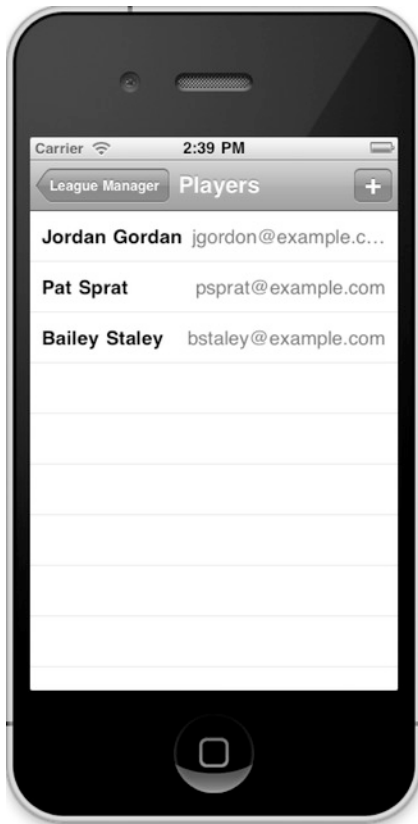 Carrier 2:39 PM
League Manager Players +
Jordan Gordan jgordon@example.c...
Pat Sprat psprat@example.com
Bailey Staley bstaley@example.com